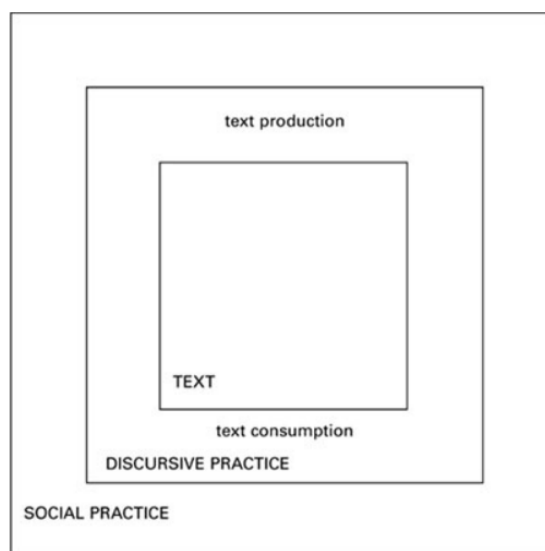 text production
TEXT
text consumption
DISCURSIVE PRACTICE
SOCIAL PRACTICE